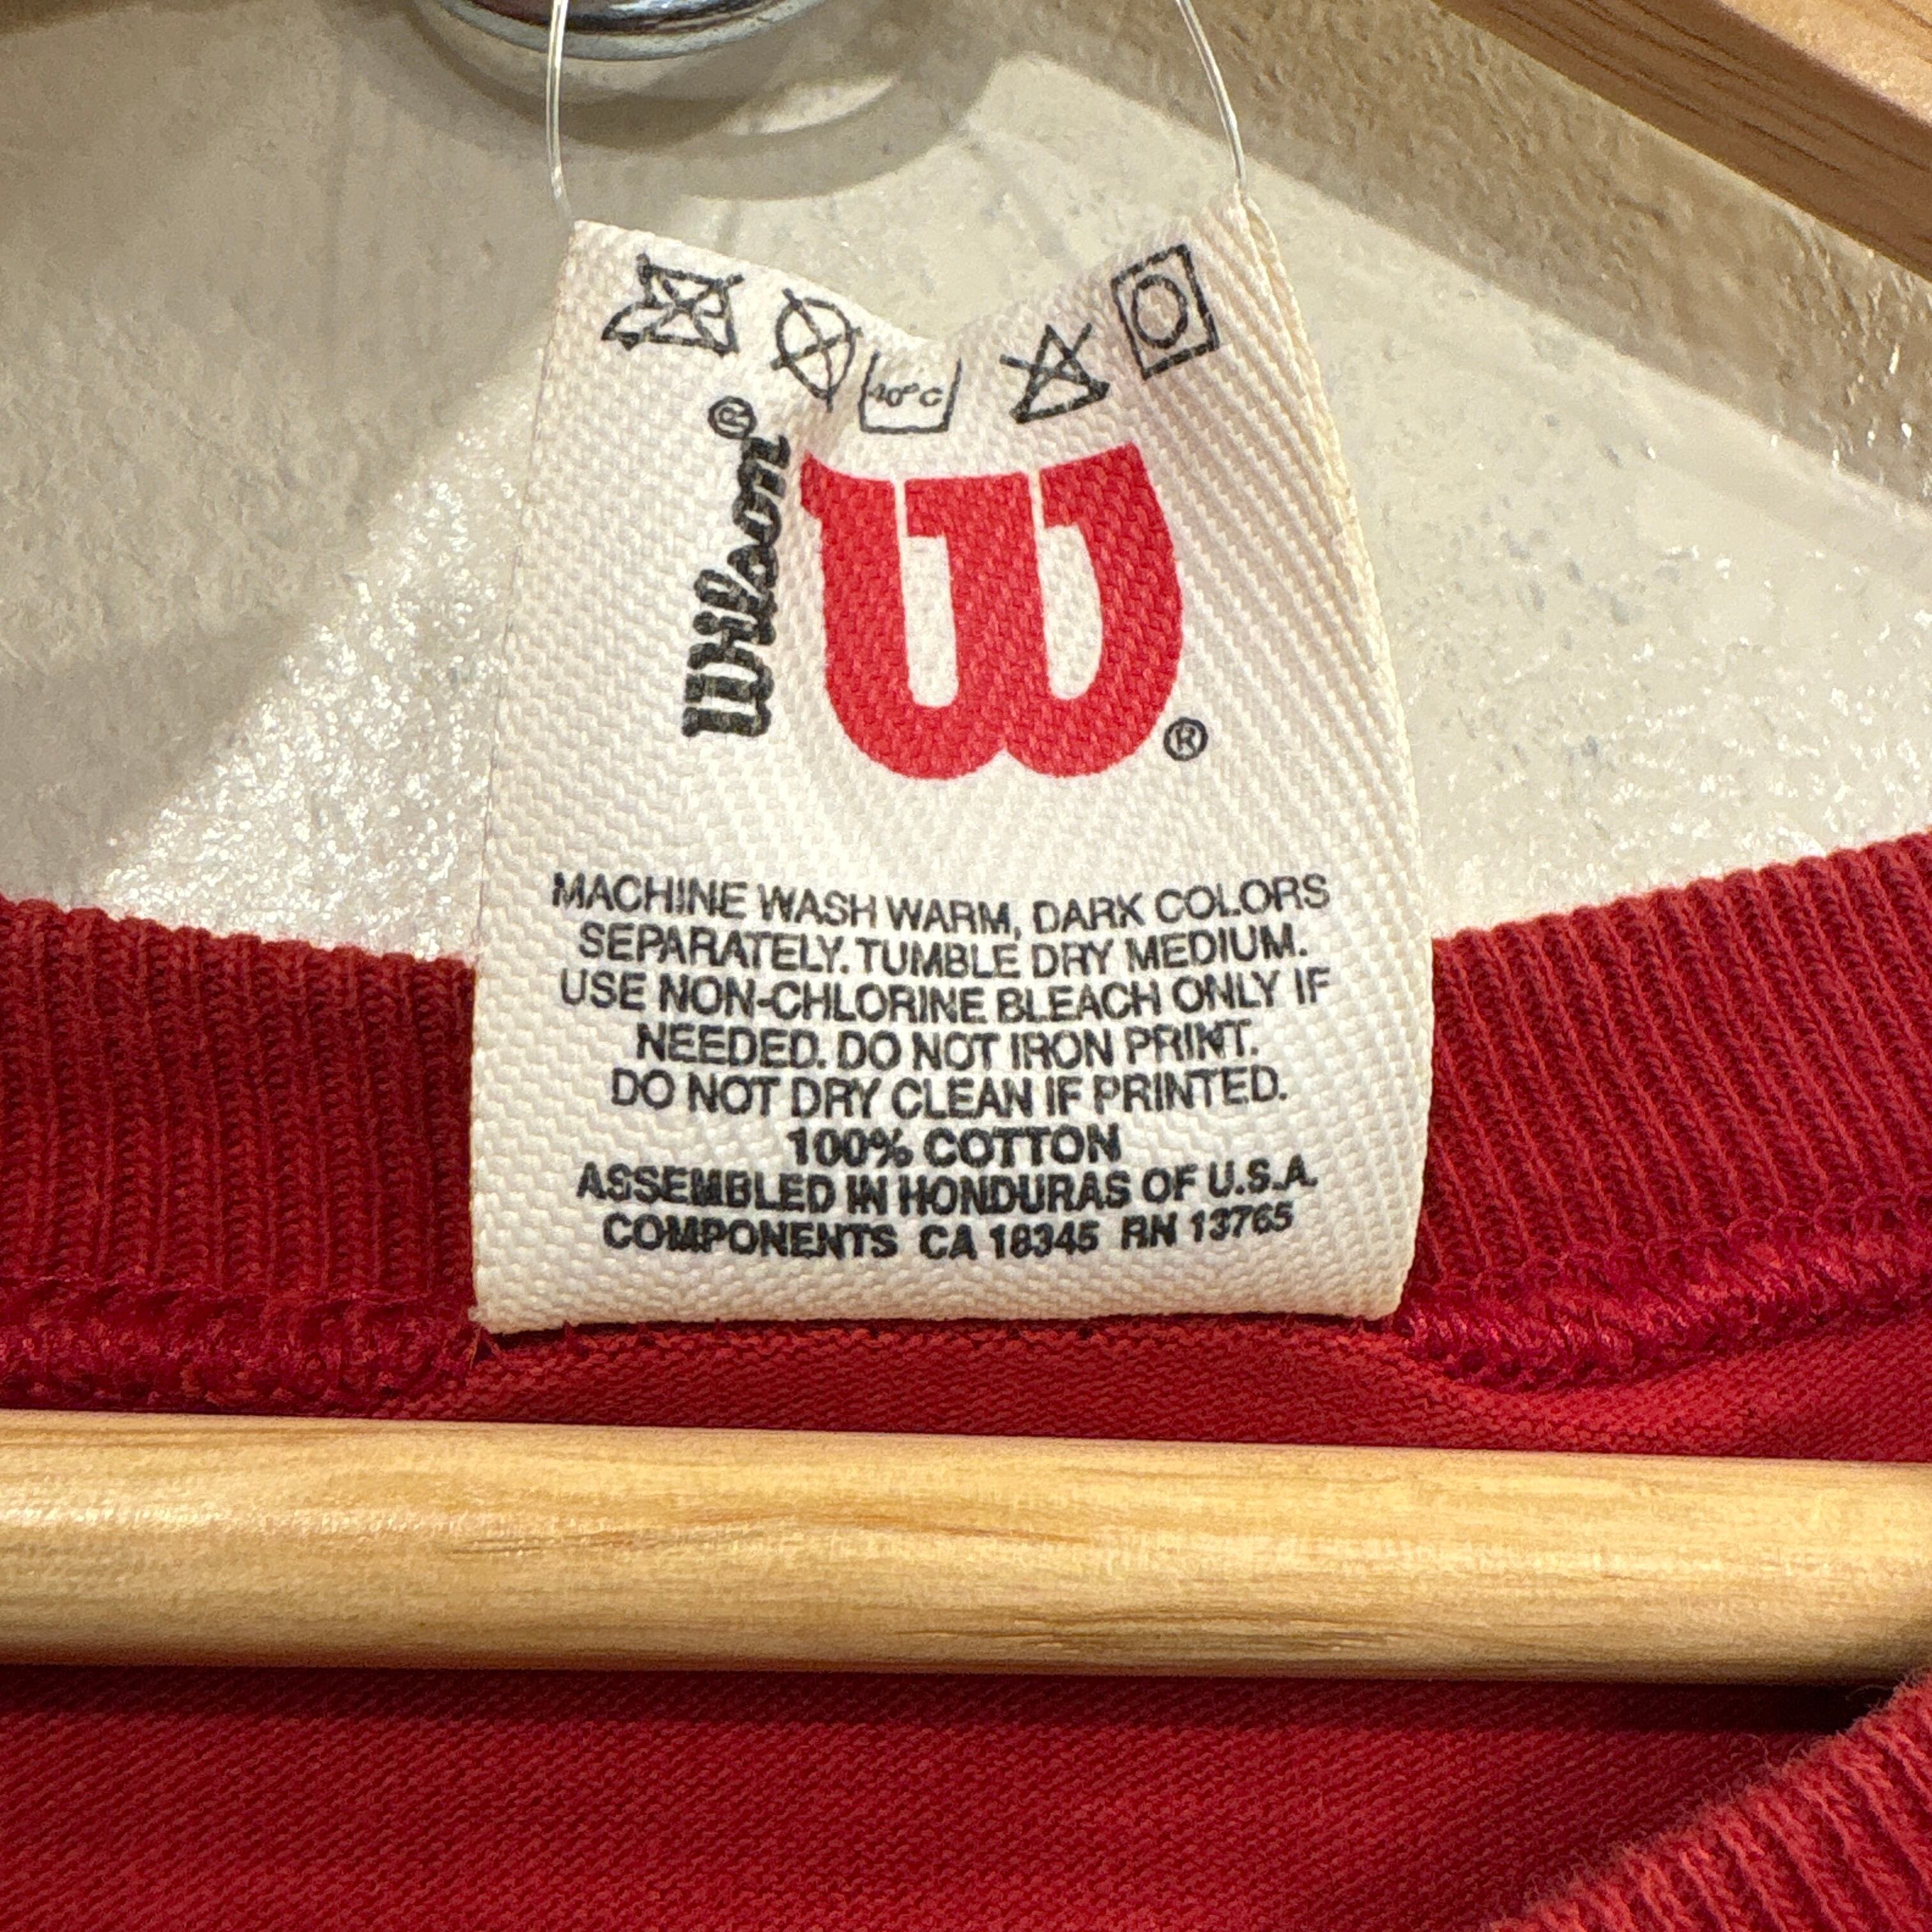 40°C
Wilson®
W®
MACHINE WASH WARM, DARK COLORS
SEPARATELY. TUMBLE DRY MEDIUM.
USE NON-CHLORINE BLEACH ONLY IF
NEEDED. DO NOT IRON PRINT.
DO NOT DRY CLEAN IF PRINTED.
100% COTTON
ASSEMBLED IN HONDURAS OF U.S.A.
COMPONENTS CA 18345 RN 13765